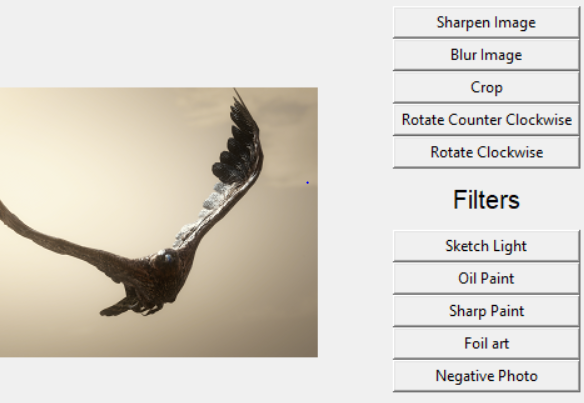 Sharpen Image
Blur Image
Crop
Rotate Counter Clockwise
Rotate Clockwise
Filters
Sketch Light
Oil Paint
Sharp Paint
Foil art
Negative Photo